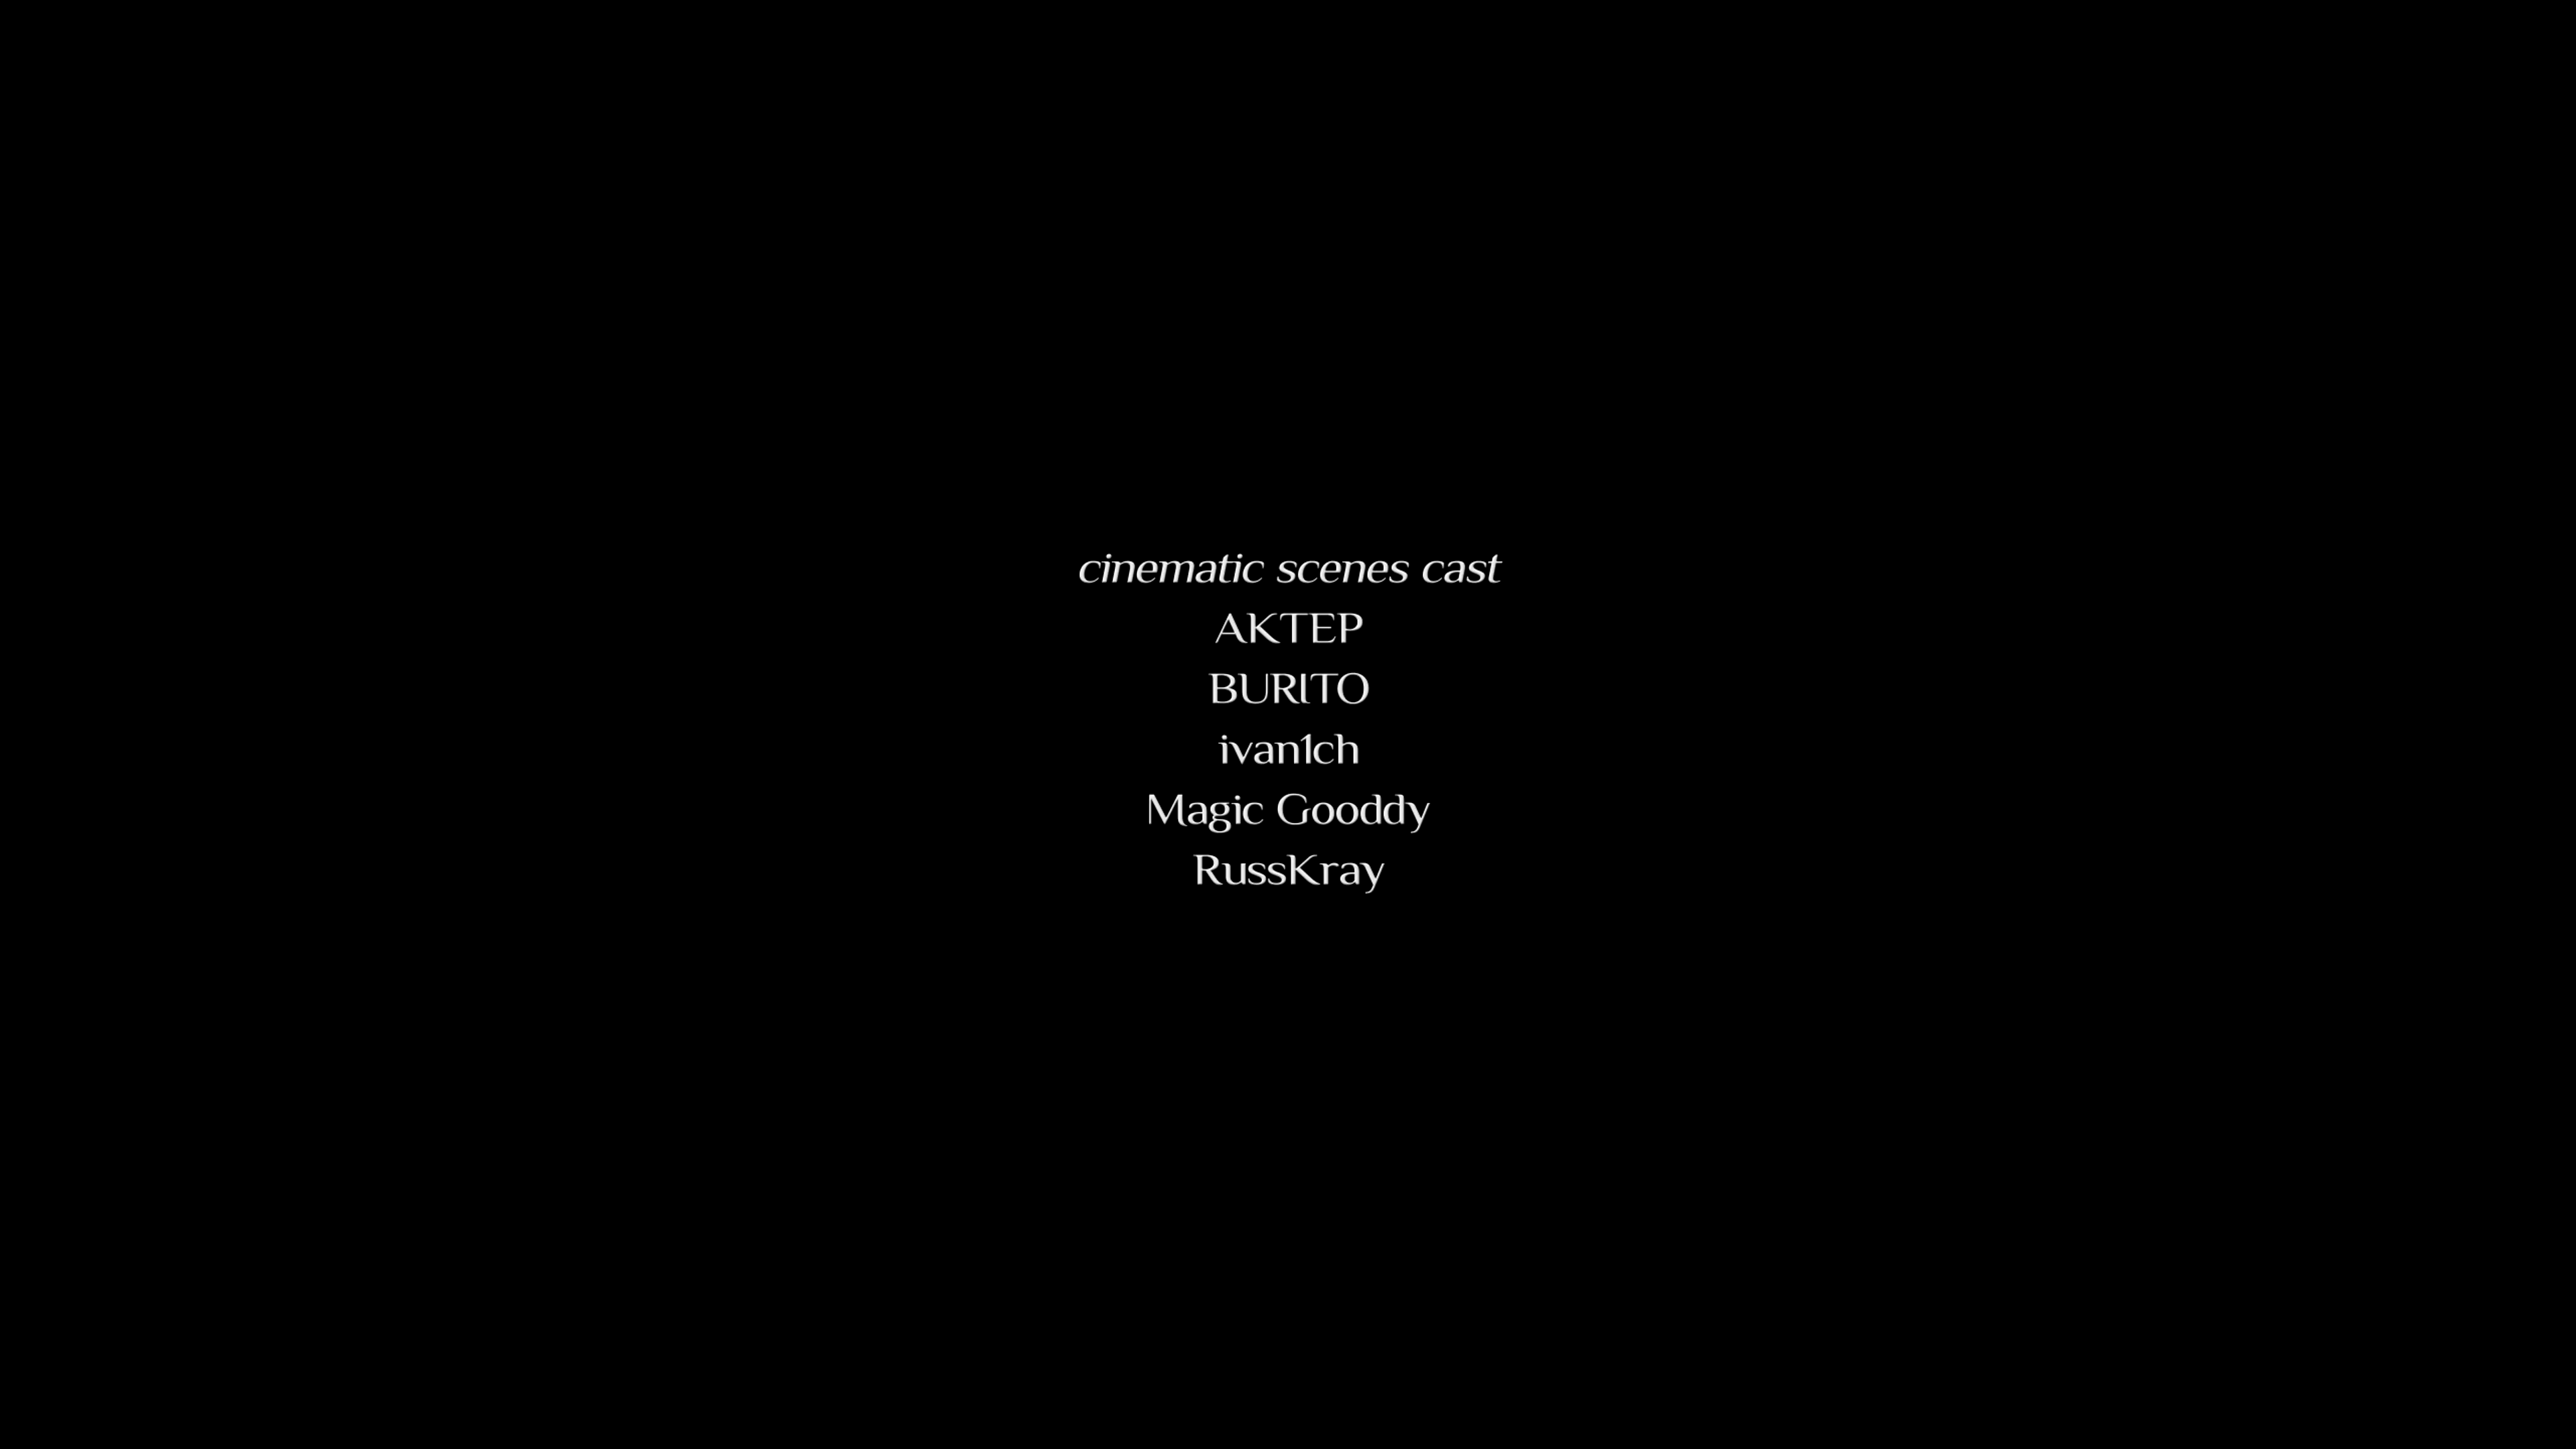 cinematic scenes cast
AKTEP
BURITO
ivan1ch
Magic Gooddy
RussKray